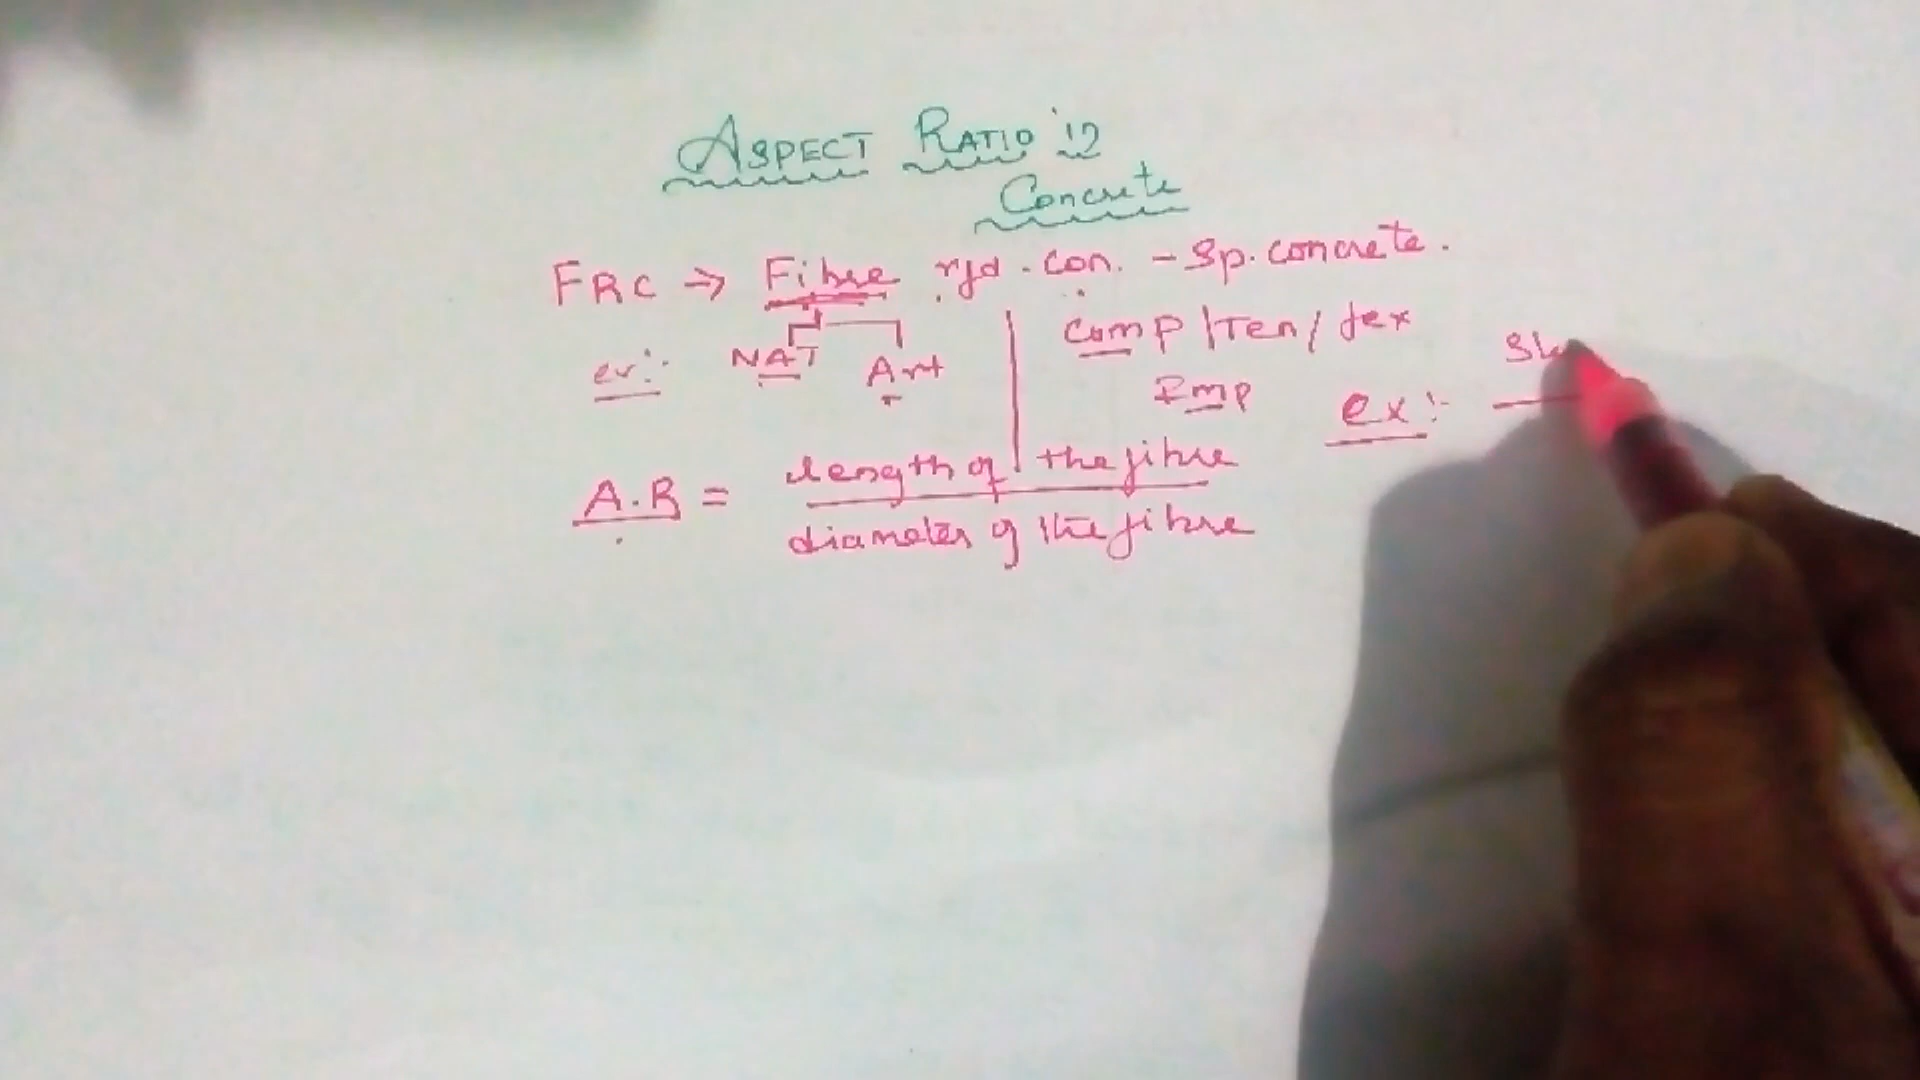 ASPECT RATIO in
Concrete
FRC ⇒ Fibre rfd. con. - Sp. concrete.
NAT Art
Comp / Ten / flex
Imp
ex:-
ex:-
A.R = length of the fibre
diameter of the fibre